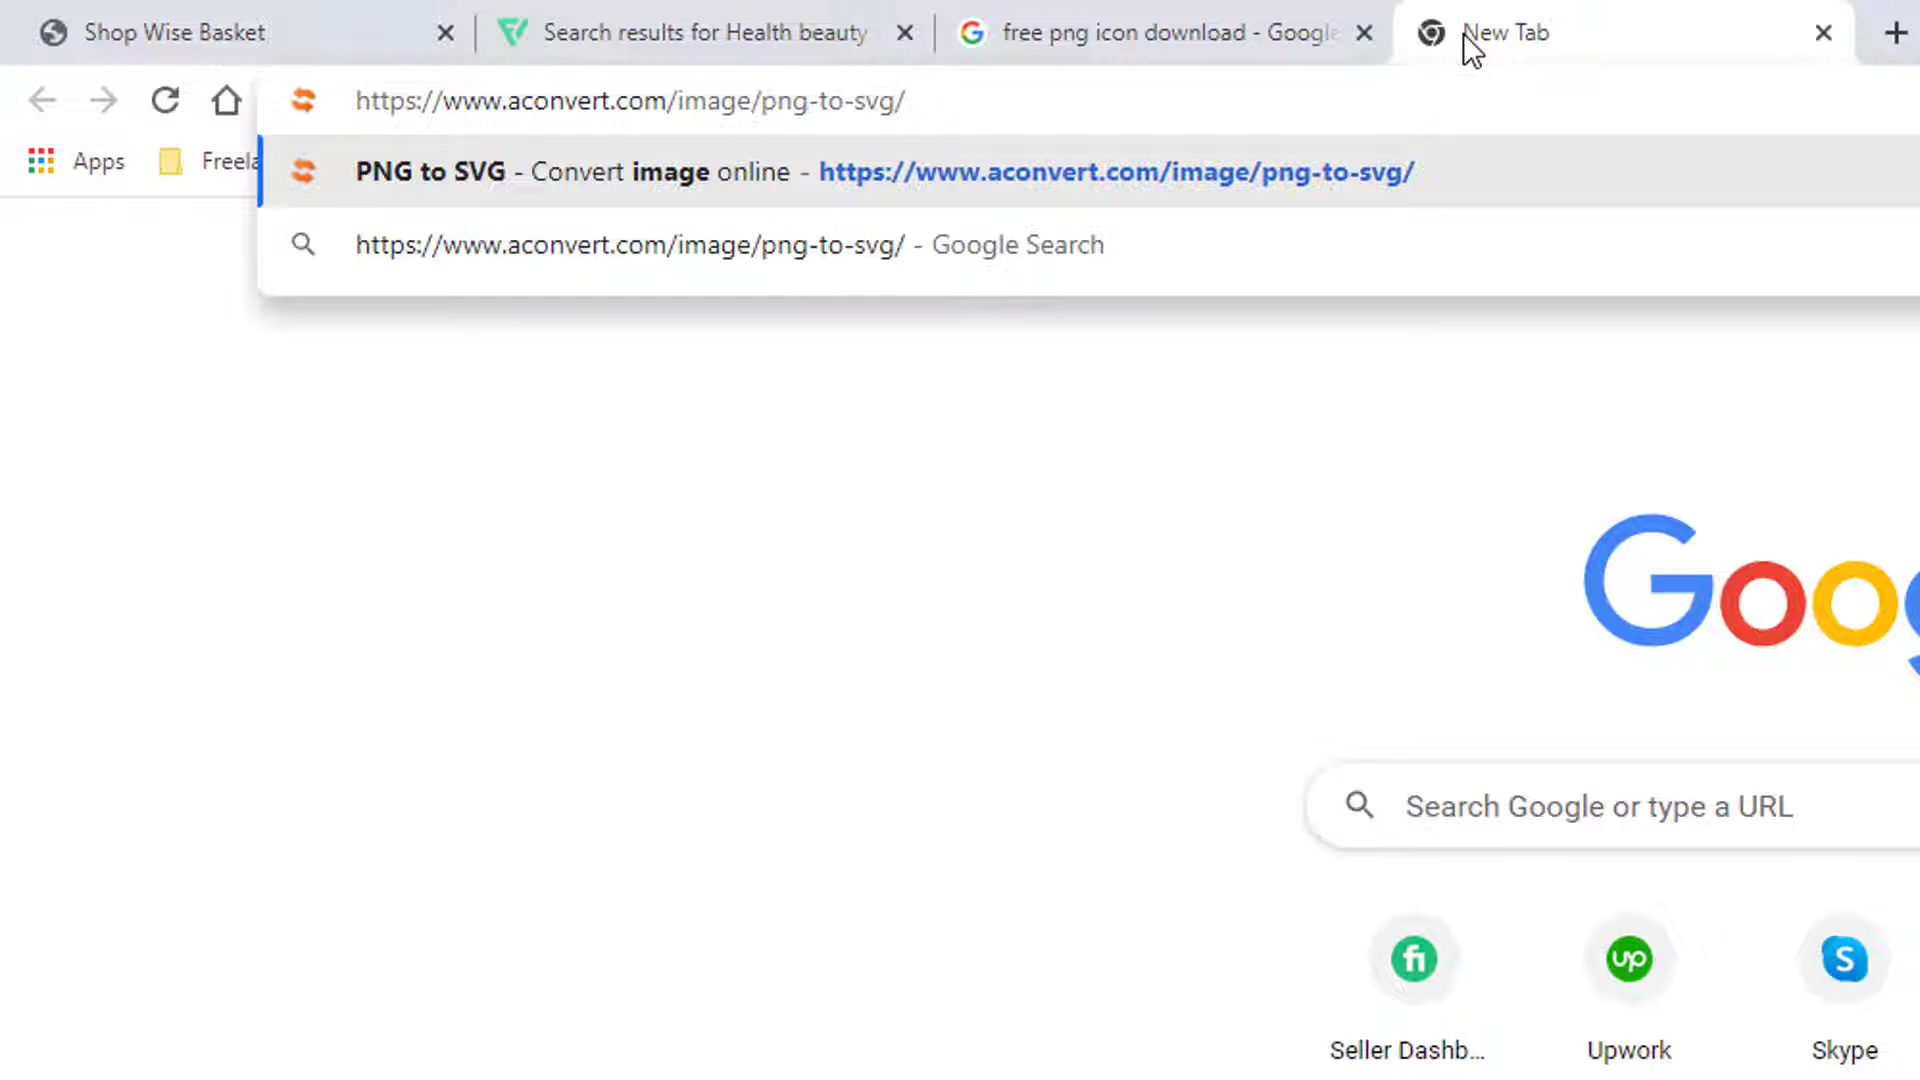 Shop Wise Basket
Search results for Health beauty
free png icon download - Google
New Tab
https://www.aconvert.com/image/png-to-svg/
Apps
Freela
PNG to SVG - Convert image online - https://www.aconvert.com/image/png-to-svg/
https://www.aconvert.com/image/png-to-svg/ - Google Search
Goog
Search Google or type a URL
fi
up
S
Seller Dashb...
Upwork
Skype